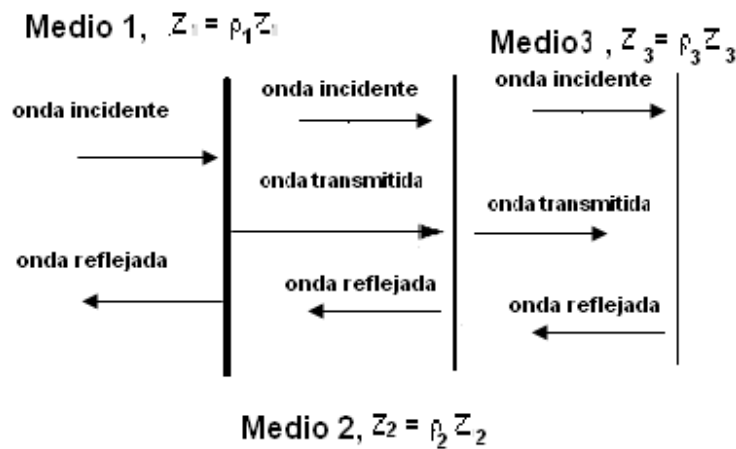 Medio 1, Z₁ = ρ₁Z₁
Medio3 , Z₃ = ρ₃Z₃
onda incidente
onda incidente
onda incidente
onda transmitida
onda transmitida
onda reflejada
onda reflejada
onda reflejada
Medio 2, Z₂ = ρ₂Z₂